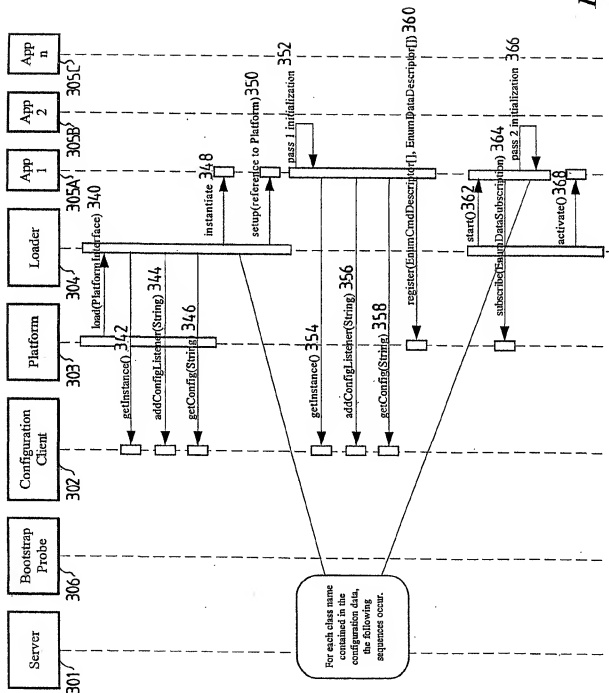 Server
301
Bootstrap
Probe
306
Configuration
Client
302
Platform
303
Loader
304
App
1
305A
App
2
305B
App
n
305C
load(PlatformInterface) 340
getInstance() 342
addConfigListener(String) 344
getConfig(String) 346
instantiate 348
setup(reference to Platform) 350
pass 1 initialization 352
getInstance() 354
addConfigListener(String) 356
getConfig(String) 358
register(EnumCmdDescriptor[], EnumDataDescriptor[]) 360
start() 362
subscribe(EnumDataSubscription) 364
pass 2 initialization 366
activate() 368
For each class name
contained in the
configuration data,
the following
sequences occur.